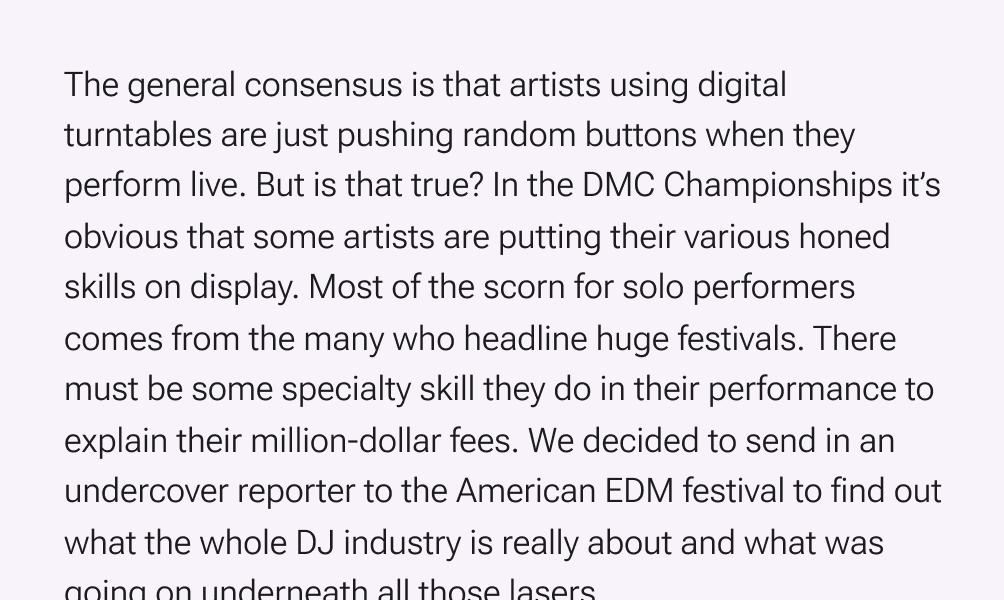 The general consensus is that artists using digital
turntables are just pushing random buttons when they
perform live. But is that true? In the DMC Championships it’s
obvious that some artists are putting their various honed
skills on display. Most of the scorn for solo performers
comes from the many who headline huge festivals. There
must be some specialty skill they do in their performance to
explain their million-dollar fees. We decided to send in an
undercover reporter to the American EDM festival to find out
what the whole DJ industry is really about and what was
going on underneath all those lasers